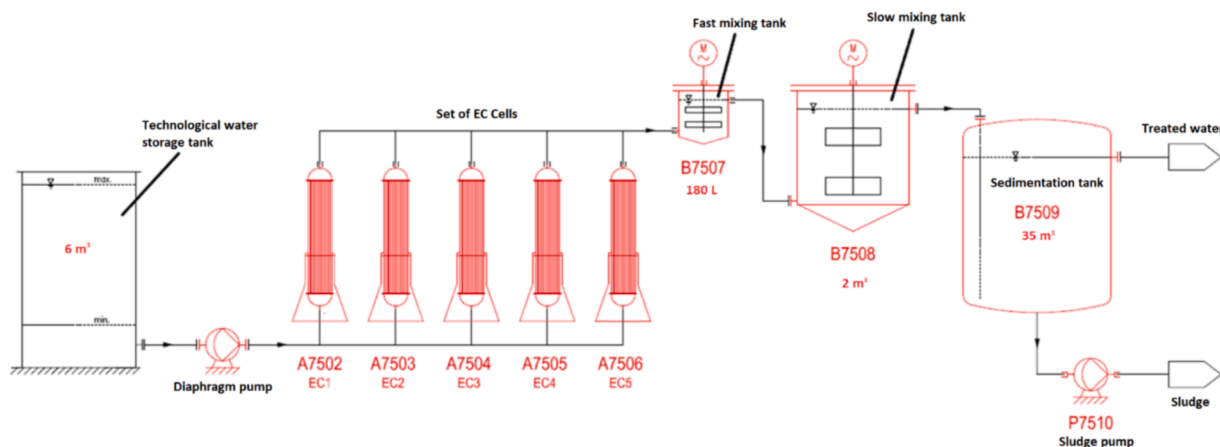 Fast mixing tank
Slow mixing tank
M
~
M
~
Technological water
storage tank
Set of EC Cells
Treated water
max.
B7507
180 L
Sedimentation tank
B7509
35 m³
6 m³
B7508
2 m³
min.
A7502
EC1
A7503
EC2
A7504
EC3
A7505
EC4
A7506
EC5
Diaphragm pump
P7510
Sludge pump
Sludge